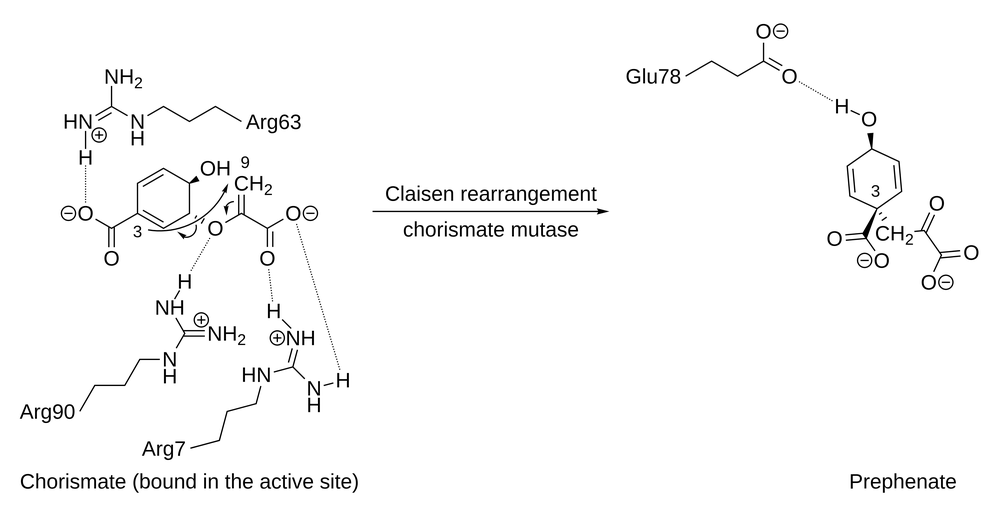 O⊖
Glu78
O
H
O
NH2
HN
⊕
N
H
Arg63
H
⊖O
O
OH
9
CH2
3
O
O⊖
O
Claisen rearrangement
chorismate mutase
3
O
⊖O
CH2
O
O
O⊖
H
NH
⊕
NH2
N
H
Arg90
H
⊕NH
HN
N
H
H
Arg7
Chorismate (bound in the active site)
Prephenate